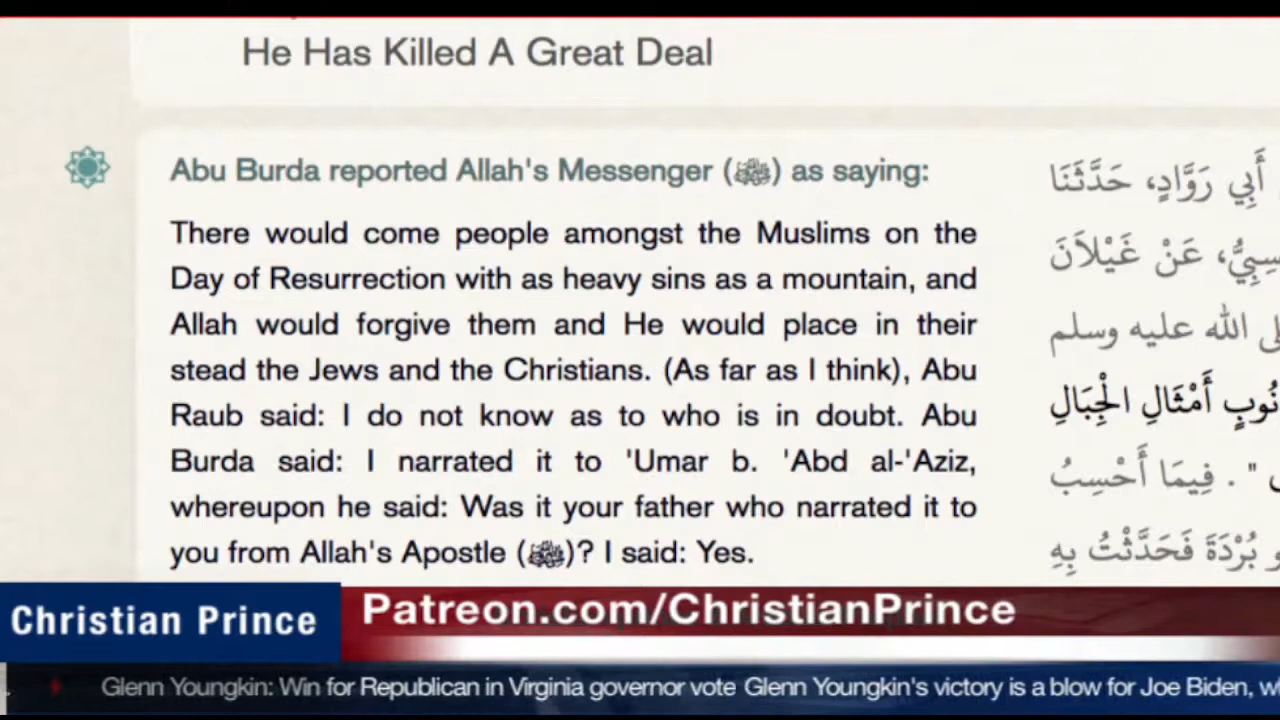 He Has Killed A Great Deal
Abu Burda reported Allah's Messenger (ﷺ) as saying:
There would come people amongst the Muslims on the
Day of Resurrection with as heavy sins as a mountain, and
Allah would forgive them and He would place in their
stead the Jews and the Christians. (As far as I think), Abu
Raub said: I do not know as to who is in doubt. Abu
Burda said: I narrated it to 'Umar b. 'Abd al-'Aziz,
whereupon he said: Was it your father who narrated it to
you from Allah's Apostle (ﷺ)? I said: Yes.
أَبِي رَوَّادٍ، حَدَّثَنَا
عَنْ غَيْلاَنَ
الله عليه وسلم
أَمْثَالِ الْجِبَالِ
" . فِيمَا أَحْسِبُ
بُرْدَةَ فَحَدَّثْتُ بِهِ
Christian Prince
Patreon.com/ChristianPrince
Glenn Youngkin: Win for Republican in Virginia governor vote Glenn Youngkin's victory is a blow for Joe Biden,